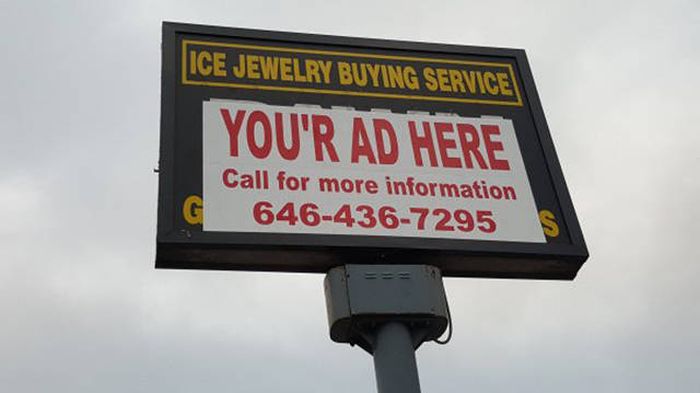 ICE JEWELRY BUYING SERVICE
YOU'R AD HERE
Call for more information
646-436-7295
G S